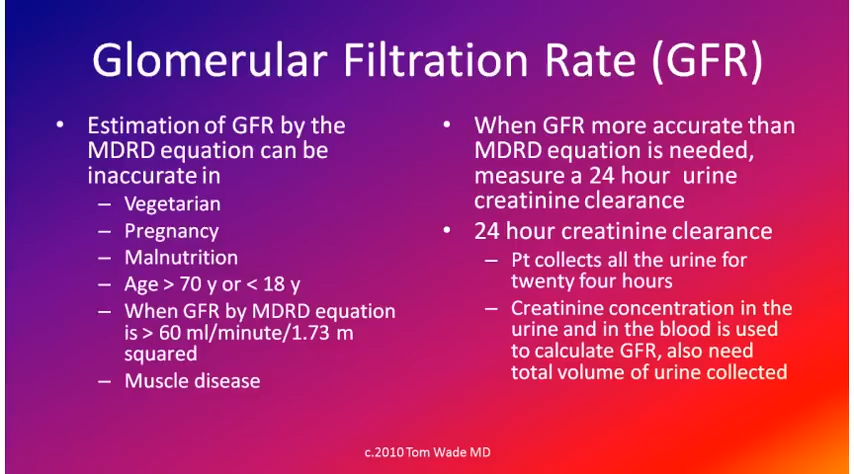 Glomerular Filtration Rate (GFR)
• Estimation of GFR by the
MDRD equation can be
inaccurate in
– Vegetarian
– Pregnancy
– Malnutrition
– Age > 70 y or < 18 y
– When GFR by MDRD equation
is > 60 ml/minute/1.73 m
squared
– Muscle disease
• When GFR more accurate than
MDRD equation is needed,
measure a 24 hour urine
creatinine clearance
• 24 hour creatinine clearance
– Pt collects all the urine for
twenty four hours
– Creatinine concentration in the
urine and in the blood is used
to calculate GFR, also need
total volume of urine collected
c.2010 Tom Wade MD